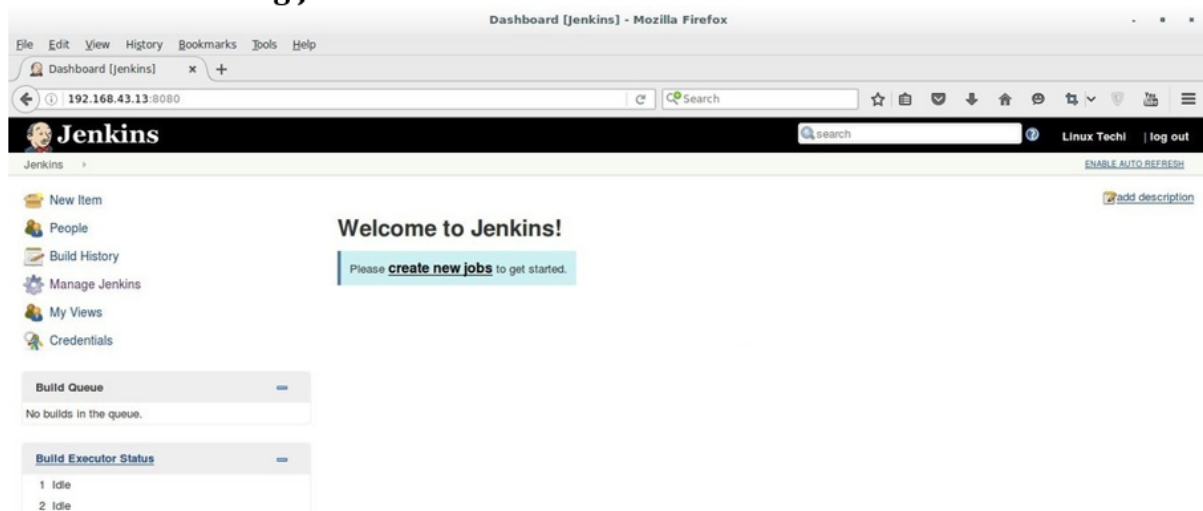 Dashboard [Jenkins] - Mozilla Firefox
File Edit View History Bookmarks Tools Help
Dashboard [Jenkins] × +
192.168.43.13:8080 Search
Jenkins search Linux Techi | log out
Jenkins ENABLE AUTO REFRESH
New Item add description
People
Welcome to Jenkins!
Build History
Please create new jobs to get started.
Manage Jenkins
My Views
Credentials
Build Queue
No builds in the queue.
Build Executor Status
1 Idle
2 Idle